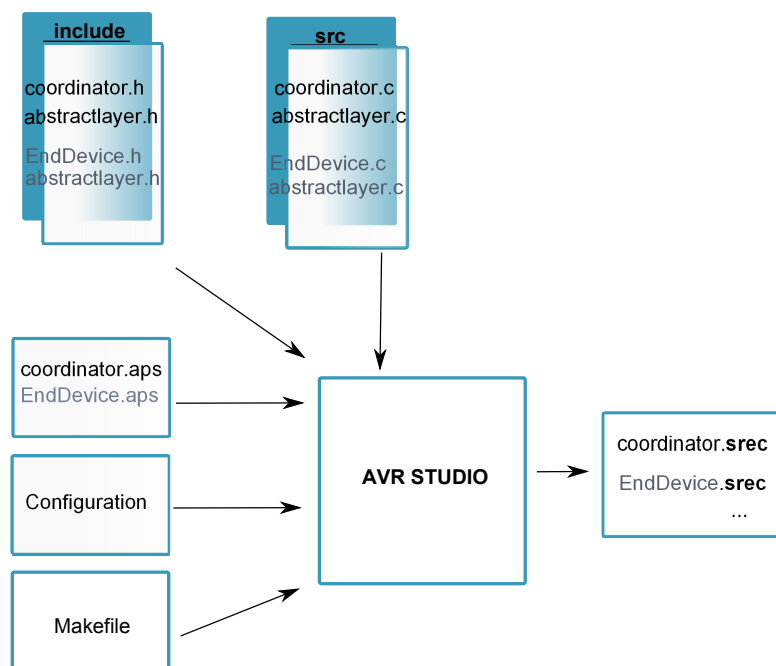 include
coordinator.h
abstractlayer.h
EndDevice.h
abstractlayer.h
src
coordinator.c
abstractlayer.c
EndDevice.c
abstractlayer.c
coordinator.aps
EndDevice.aps
Configuration
Makefile
AVR STUDIO
coordinator.srec
EndDevice.srec
...